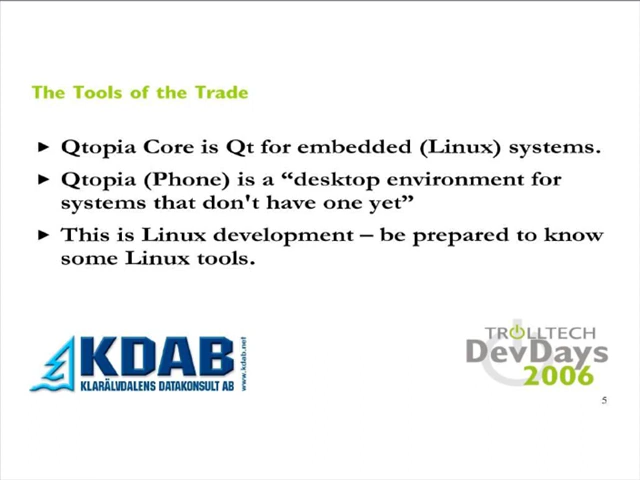 The Tools of the Trade
Qtopia Core is Qt for embedded (Linux) systems.
Qtopia (Phone) is a “desktop environment for
systems that don't have one yet”
This is Linux development – be prepared to know
some Linux tools.
KDAB
KLARÄLVDALENS DATAKONSULT AB
www.kdab.net
TROLLTECH
DevDays
2006
5